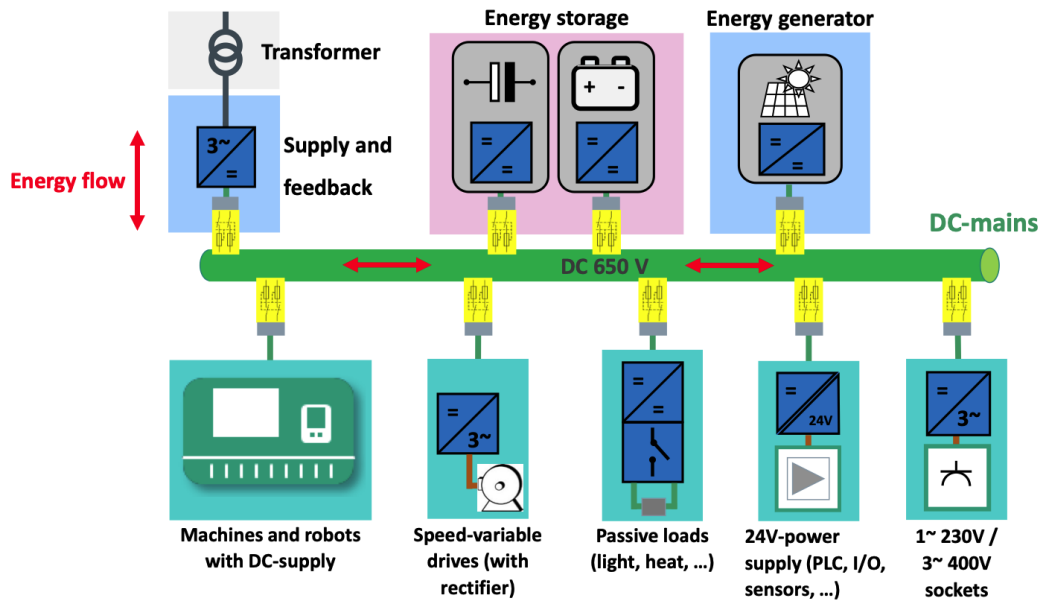 Energy storage
Energy generator
Transformer
+ -
3~
=
Supply and
feedback
Energy flow
=
=
=
=
=
=
DC-mains
DC 650 V
=
3~
=
=
=
24V
=
3~
Machines and robots
with DC-supply
Speed-variable
drives (with
rectifier)
Passive loads
(light, heat, ...)
24V-power
supply (PLC, I/O,
sensors, ...)
1~ 230V /
3~ 400V
sockets